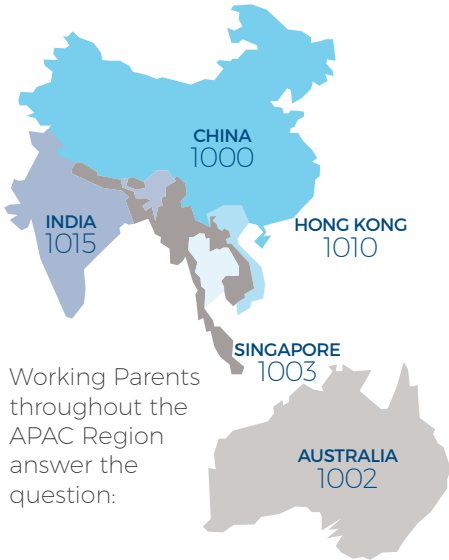 CHINA
1000
INDIA
1015
HONG KONG
1010
SINGAPORE
1003
Working Parents
throughout the
APAC Region
answer the
question:
AUSTRALIA
1002